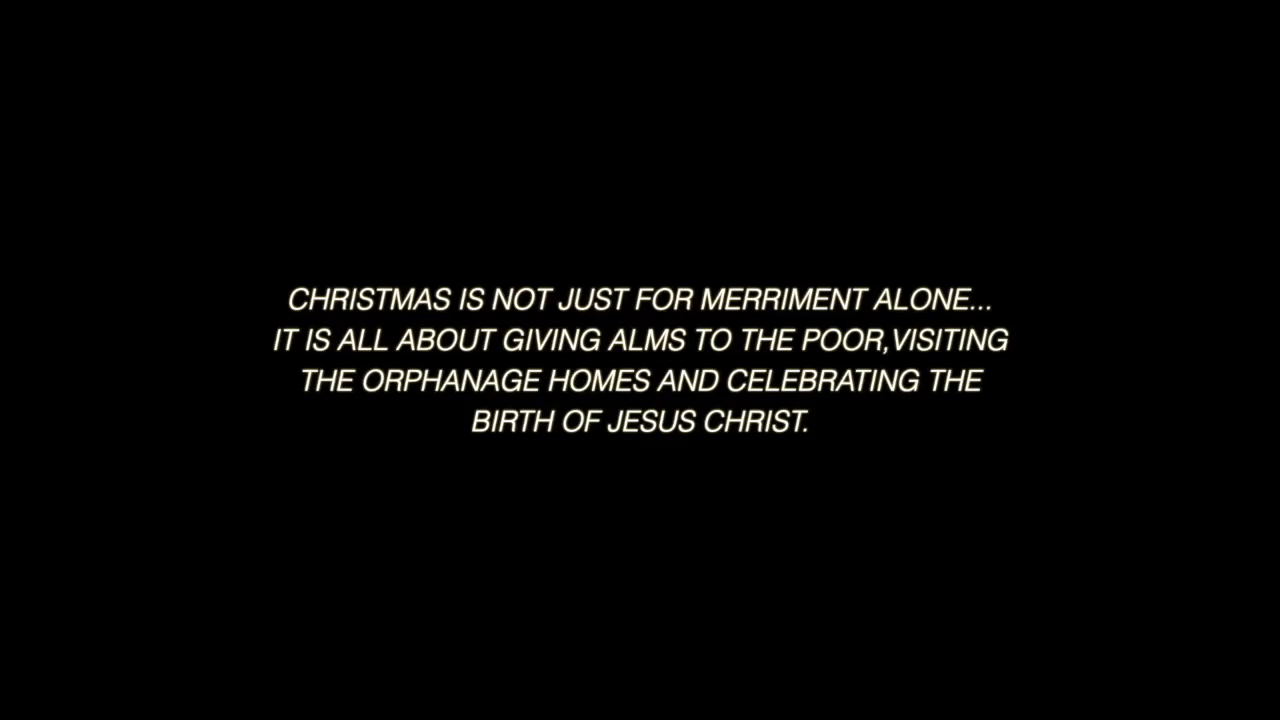 CHRISTMAS IS NOT JUST FOR MERRIMENT ALONE...
IT IS ALL ABOUT GIVING ALMS TO THE POOR,VISITING
THE ORPHANAGE HOMES AND CELEBRATING THE
BIRTH OF JESUS CHRIST.